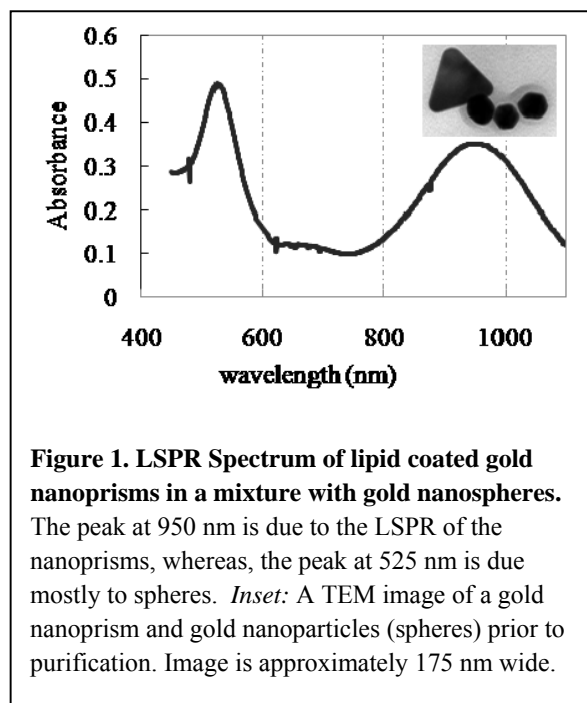 0.6
0.5
0.4
0.3
0.2
0.1
0
Absorbance
400 600 800 1000
wavelength (nm)
Figure 1. LSPR Spectrum of lipid coated gold
nanoprisms in a mixture with gold nanospheres.
The peak at 950 nm is due to the LSPR of the
nanoprisms, whereas, the peak at 525 nm is due
mostly to spheres. Inset: A TEM image of a gold
nanoprism and gold nanoparticles (spheres) prior to
purification. Image is approximately 175 nm wide.